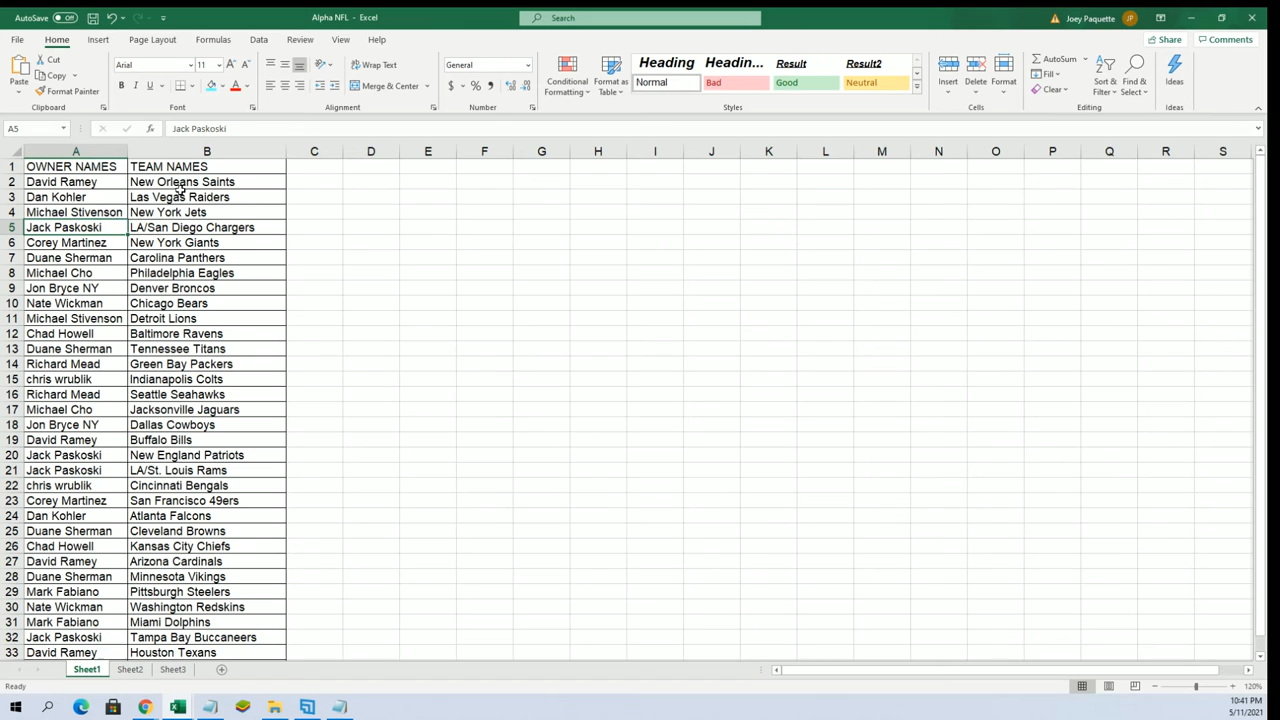 AutoSave Off Alpha NFL - Excel Search Joey Paquette JP
File Home Insert Page Layout Formulas Data Review View Help Share Comments
Paste Cut Copy Format Painter Clipboard
Arial 11 Font
Wrap Text Merge & Center Alignment
General Number
Conditional Formatting Format as Table
Heading Headin... Result Result2
Normal Bad Good Neutral
Styles
Insert Delete Format Cells
AutoSum Fill Clear Sort & Filter Find & Select Editing
Ideas Ideas
A5 fx Jack Paskoski
A B C D E F G H I J K L M N O P Q R S
1 OWNER NAMES TEAM NAMES
2 David Ramey New Orleans Saints
3 Dan Kohler Las Vegas Raiders
4 Michael Stivenson New York Jets
5 Jack Paskoski LA/San Diego Chargers
6 Corey Martinez New York Giants
7 Duane Sherman Carolina Panthers
8 Michael Cho Philadelphia Eagles
9 Jon Bryce NY Denver Broncos
10 Nate Wickman Chicago Bears
11 Michael Stivenson Detroit Lions
12 Chad Howell Baltimore Ravens
13 Duane Sherman Tennessee Titans
14 Richard Mead Green Bay Packers
15 chris wrublik Indianapolis Colts
16 Richard Mead Seattle Seahawks
17 Michael Cho Jacksonville Jaguars
18 Jon Bryce NY Dallas Cowboys
19 David Ramey Buffalo Bills
20 Jack Paskoski New England Patriots
21 Jack Paskoski LA/St. Louis Rams
22 chris wrublik Cincinnati Bengals
23 Corey Martinez San Francisco 49ers
24 Dan Kohler Atlanta Falcons
25 Duane Sherman Cleveland Browns
26 Chad Howell Kansas City Chiefs
27 David Ramey Arizona Cardinals
28 Duane Sherman Minnesota Vikings
29 Mark Fabiano Pittsburgh Steelers
30 Nate Wickman Washington Redskins
31 Mark Fabiano Miami Dolphins
32 Jack Paskoski Tampa Bay Buccaneers
33 David Ramey Houston Texans
Sheet1 Sheet2 Sheet3
Ready 120%
10:41 PM
5/11/2021